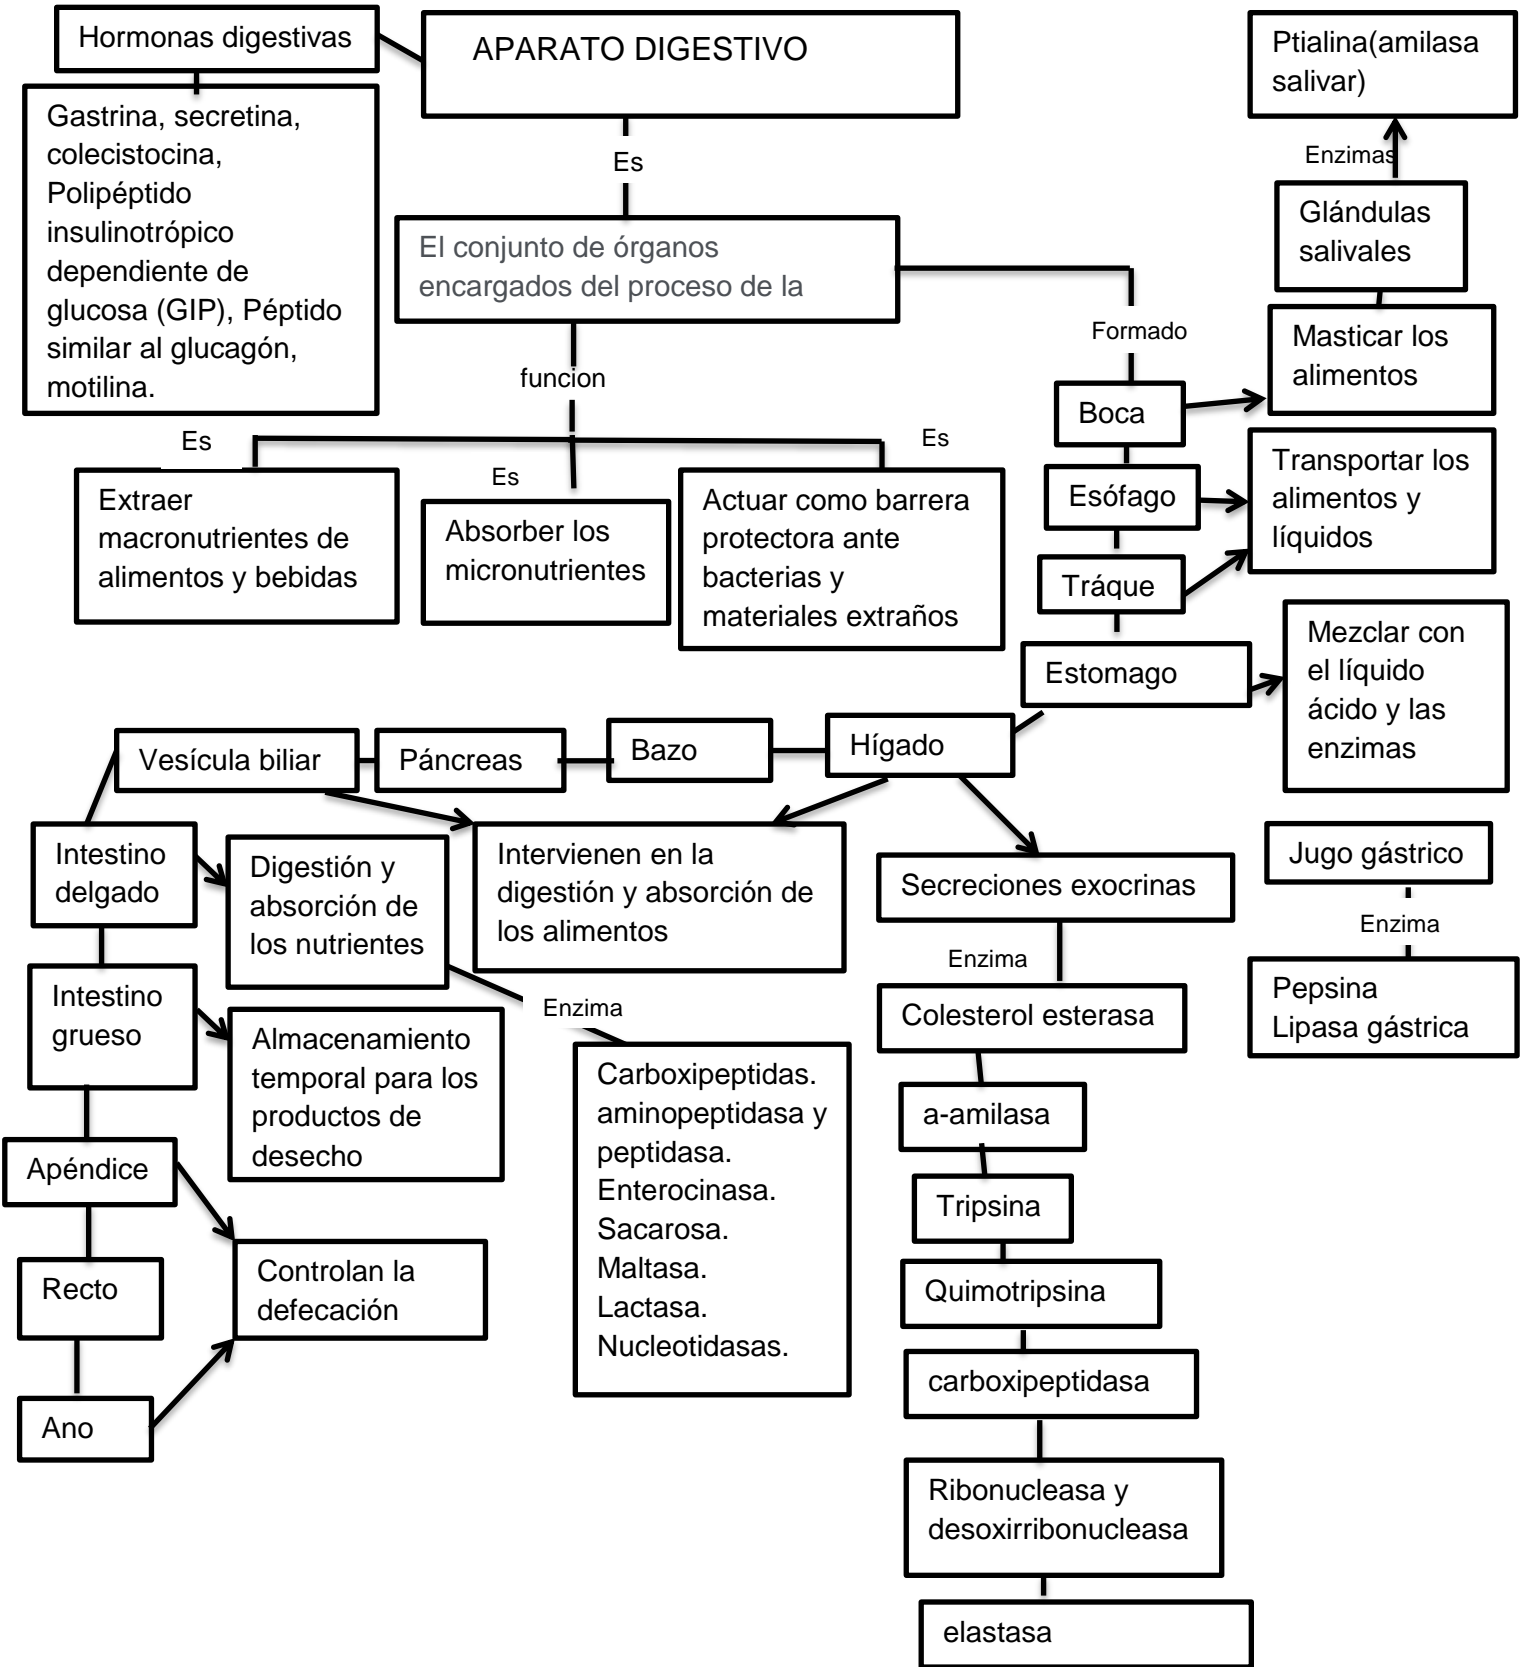 Hormonas digestivas
APARATO DIGESTIVO
Ptialina(amilasa
salivar)
Gastrina, secretina,
colecistocina,
Polipéptido
insulinotrópico
dependiente de
glucosa (GIP), Péptido
similar al glucagón,
motilina.
Es
Enzimas
Glándulas
salivales
El conjunto de órganos
encargados del proceso de la
Formado
Masticar los
alimentos
funcion
Boca
Es
Es
Es
Extraer
macronutrientes de
alimentos y bebidas
Absorber los
micronutrientes
Actuar como barrera
protectora ante
bacterias y
materiales extraños
Esófago
Transportar los
alimentos y
líquidos
Tráque
Estomago
Mezclar con
el líquido
ácido y las
enzimas
Vesícula biliar
Páncreas
Bazo
Hígado
Intestino
delgado
Digestión y
absorción de
los nutrientes
Intervienen en la
digestión y absorción de
los alimentos
Secreciones exocrinas
Jugo gástrico
Enzima
Enzima
Pepsina
Lipasa gástrica
Intestino
grueso
Enzima
Colesterol esterasa
Almacenamiento
temporal para los
productos de
desecho
Carboxipeptidas.
aminopeptidasa y
peptidasa.
Enterocinasa.
Sacarosa.
Maltasa.
Lactasa.
Nucleotidasas.
a-amilasa
Apéndice
Tripsina
Recto
Controlan la
defecación
Quimotripsina
carboxipeptidasa
Ano
Ribonucleasa y
desoxirribonucleasa
elastasa